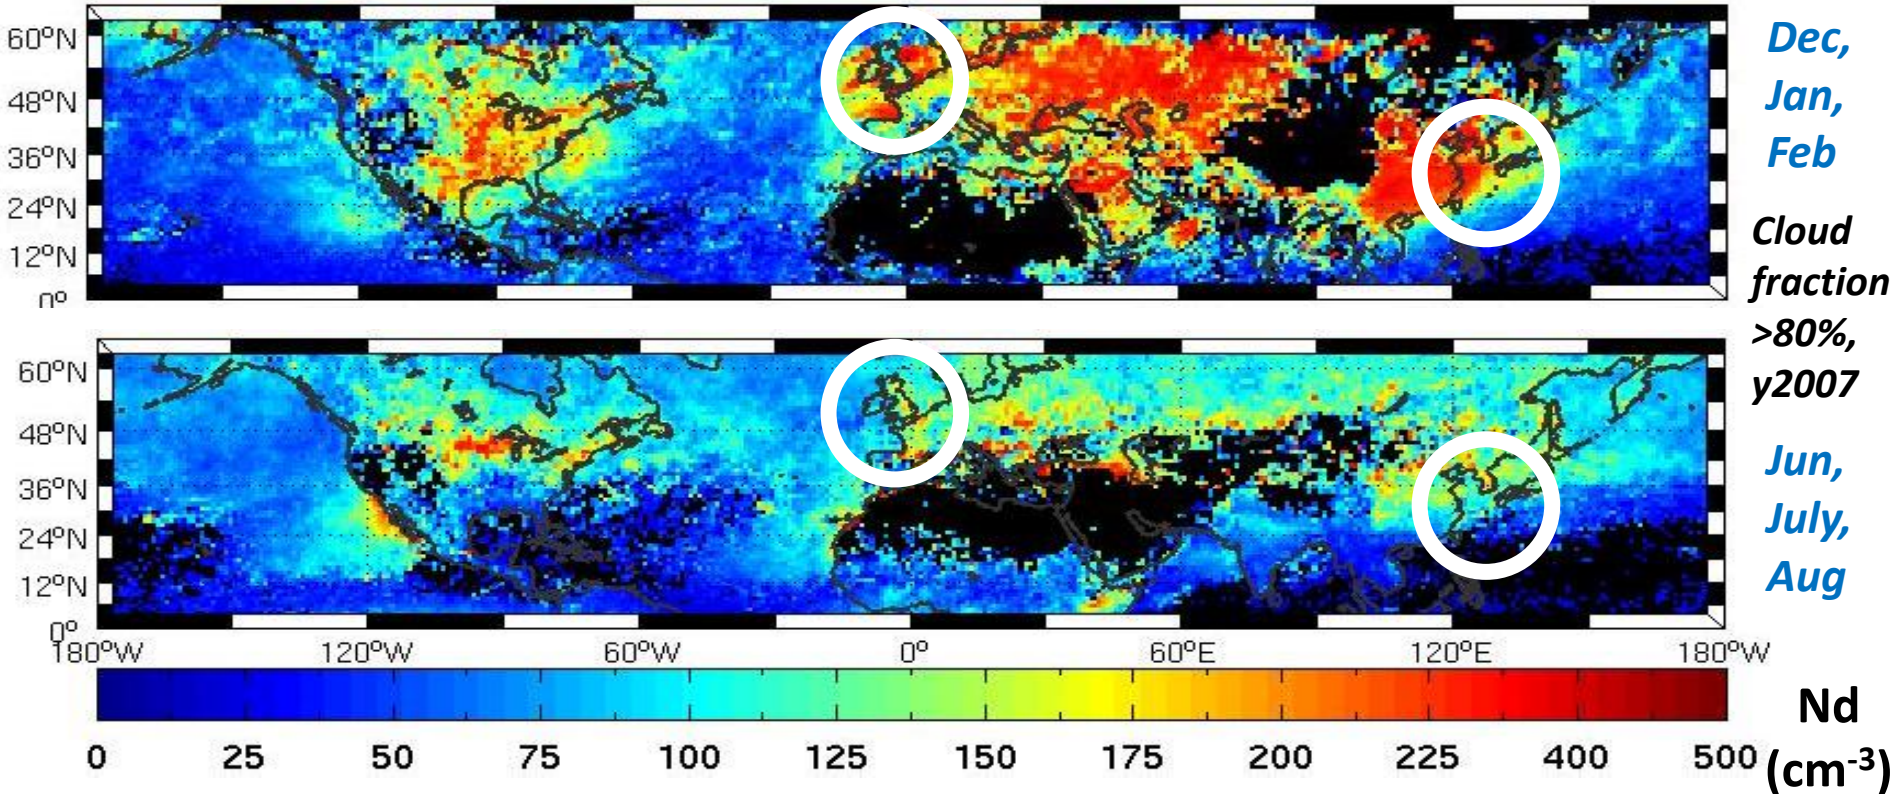 60°N
48°N
36°N
24°N
12°N
0°
Dec,
Jan,
Feb
Cloud
fraction
>80%,
y2007
60°N
48°N
36°N
24°N
12°N
0°
Jun,
July,
Aug
180°W 120°W 60°W 0° 60°E 120°E 180°W
0 25 50 75 100 125 150 175 200 225 400 500
Nd
(cm-3)